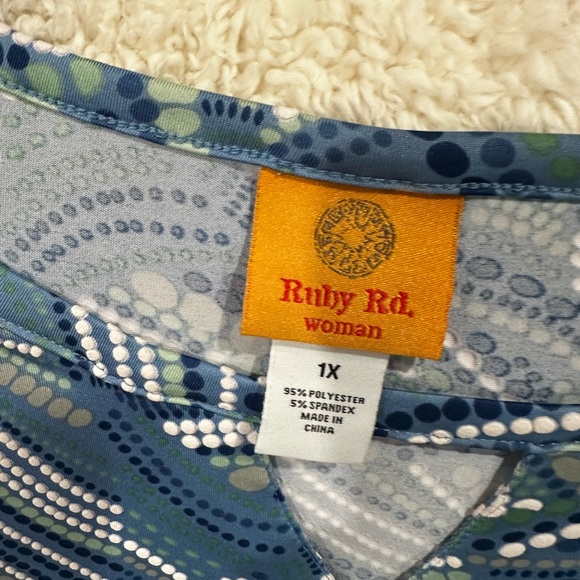 Ruby Rd.
woman
1X
95% POLYESTER
5% SPANDEX
MADE IN
CHINA